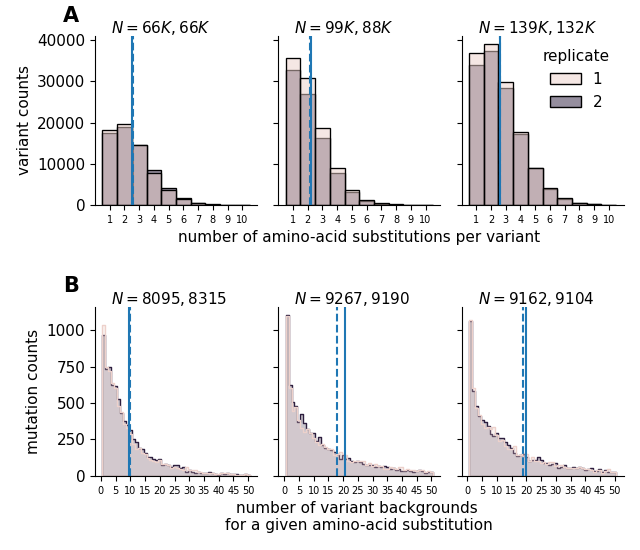 A
N = 66K, 66K
N = 99K, 88K
N = 139K, 132K
40000
30000
20000
10000
0
variant counts
replicate
1
2
1 2 3 4 5 6 7 8 9 10
1 2 3 4 5 6 7 8 9 10
1 2 3 4 5 6 7 8 9 10
number of amino-acid substitutions per variant
B
N = 8095, 8315
N = 9267, 9190
N = 9162, 9104
1000
750
500
250
0
mutation counts
0 5 10 15 20 25 30 35 40 45 50
0 5 10 15 20 25 30 35 40 45 50
0 5 10 15 20 25 30 35 40 45 50
number of variant backgrounds
for a given amino-acid substitution